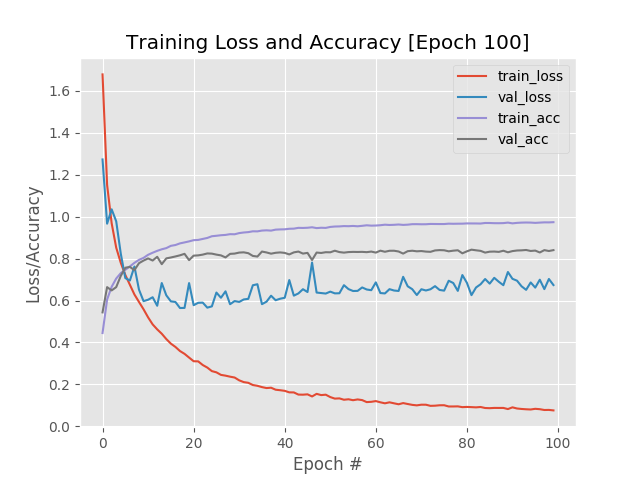 Training Loss and Accuracy [Epoch 100]
train_loss
val_loss
train_acc
val_acc
Loss/Accuracy
1.6
1.4
1.2
1.0
0.8
0.6
0.4
0.2
0.0
0 20 40 60 80 100
Epoch #